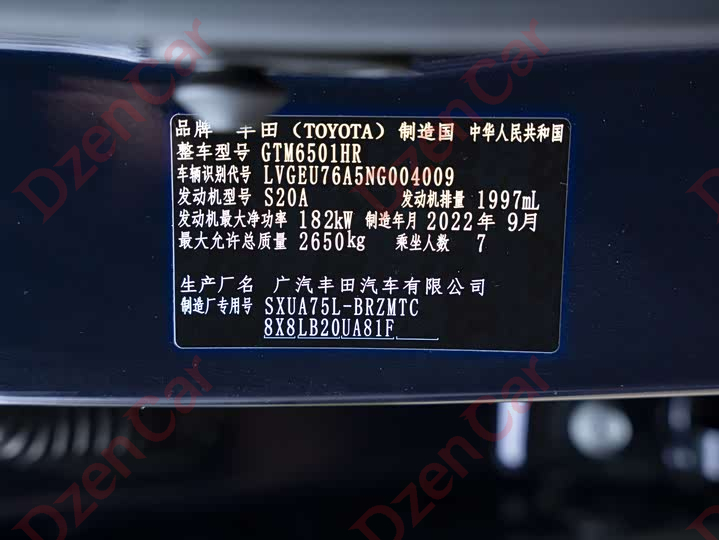 DzenCar DzenCar
品牌 丰田（TOYOTA） 制造国 中华人民共和国
整车型号 GTM6501HR
车辆识别代号 LVGEU76A5NG004009
发动机型号 S20A 发动机排量 1997mL
发动机最大净功率 182kW 制造年月 2022年 9月
最大允许总质量 2650kg 乘坐人数 7
生产厂名 广汽丰田汽车有限公司
制造厂专用号 SXUA75L-BRZMTC
8X8LB20UA81F
DzenCar DzenCar